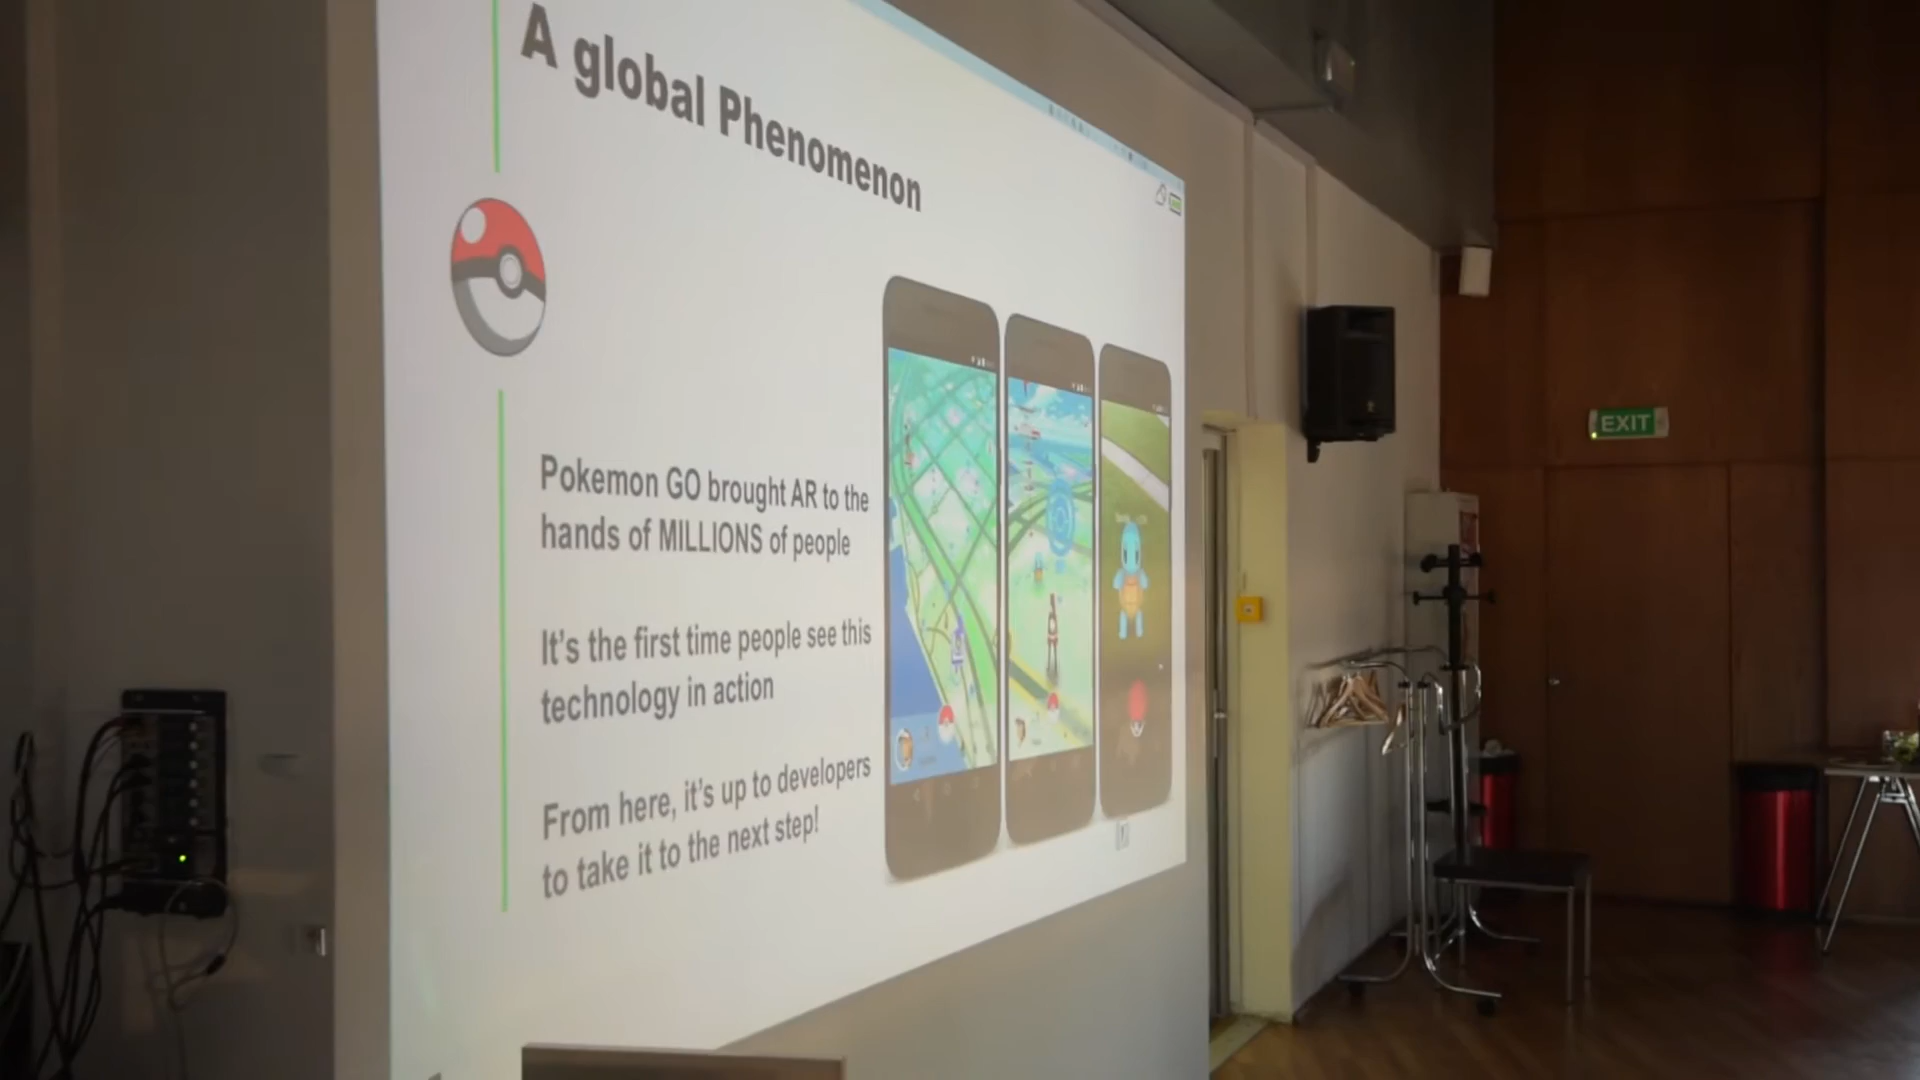 A global Phenomenon
Pokemon GO brought AR to the
hands of MILLIONS of people
It's the first time people see this
technology in action
From here, it's up to developers
to take it to the next step!
EXIT